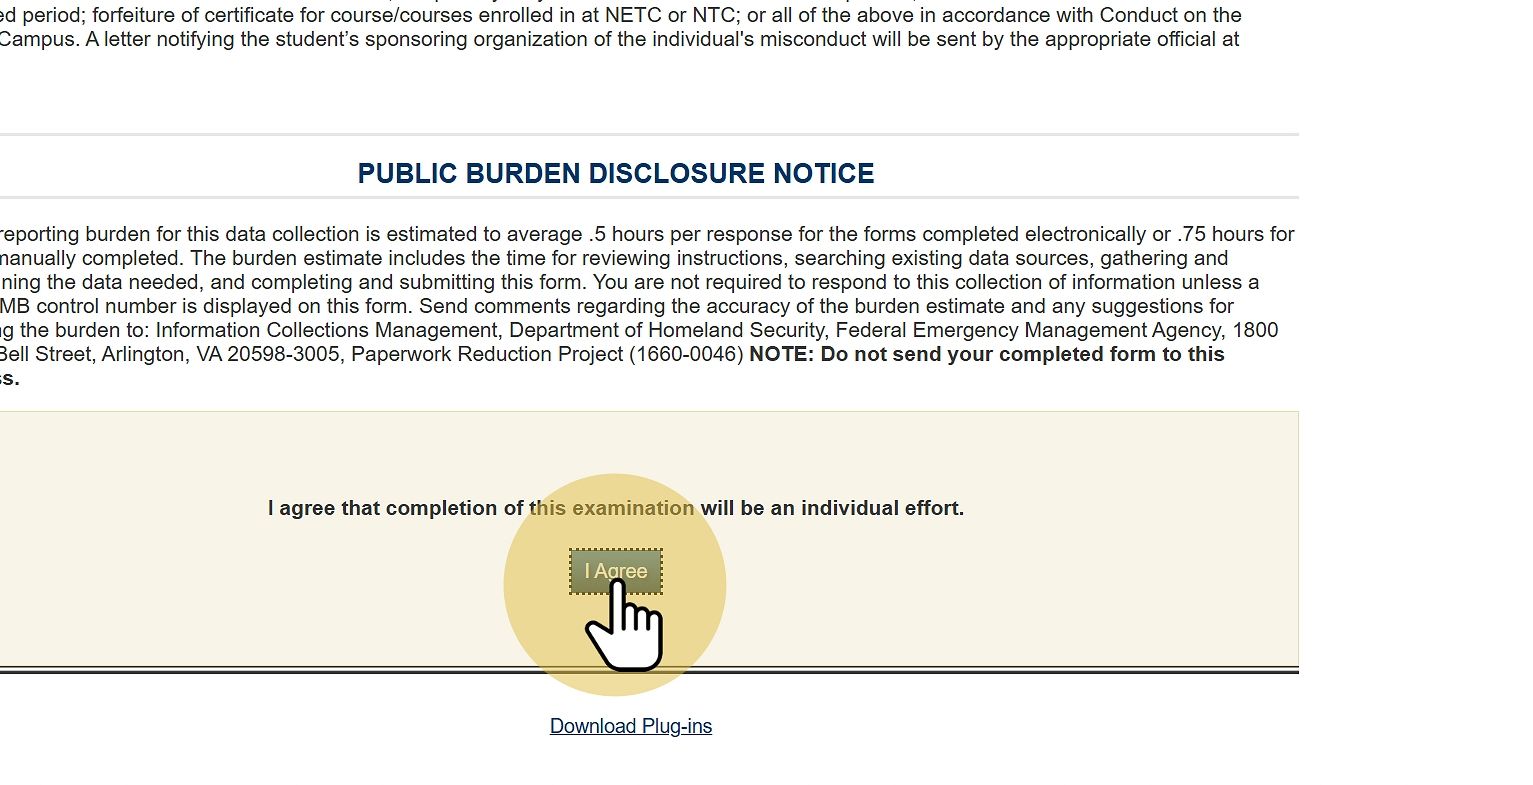 ed period; forfeiture of certificate for course/courses enrolled in at NETC or NTC; or all of the above in accordance with Conduct on the
Campus. A letter notifying the student’s sponsoring organization of the individual's misconduct will be sent by the appropriate official at
PUBLIC BURDEN DISCLOSURE NOTICE
reporting burden for this data collection is estimated to average .5 hours per response for the forms completed electronically or .75 hours for
manually completed. The burden estimate includes the time for reviewing instructions, searching existing data sources, gathering and
ning the data needed, and completing and submitting this form. You are not required to respond to this collection of information unless a
MB control number is displayed on this form. Send comments regarding the accuracy of the burden estimate and any suggestions for
ng the burden to: Information Collections Management, Department of Homeland Security, Federal Emergency Management Agency, 1800
Bell Street, Arlington, VA 20598-3005, Paperwork Reduction Project (1660-0046) NOTE: Do not send your completed form to this
ss.
I agree that completion of this examination will be an individual effort.
I Agree
Download Plug-ins